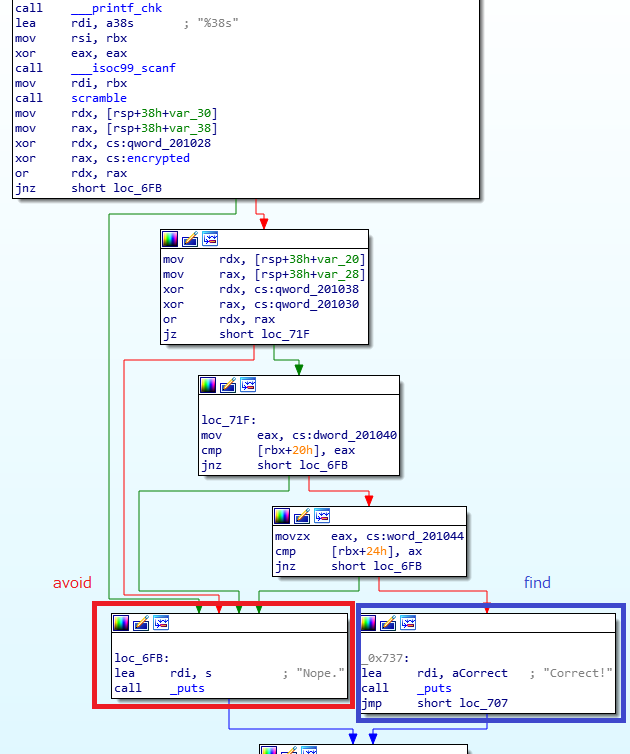 call ___printf_chk
lea rdi, a38s ; "%38s"
mov rsi, rbx
xor eax, eax
call ___isoc99_scanf
mov rdi, rbx
call scramble
mov rdx, [rsp+38h+var_30]
mov rax, [rsp+38h+var_38]
xor rdx, cs:qword_201028
xor rax, cs:encrypted
or rdx, rax
jnz short loc_6FB
mov rdx, [rsp+38h+var_20]
mov rax, [rsp+38h+var_28]
xor rdx, cs:qword_201038
xor rax, cs:qword_201030
or rdx, rax
jz short loc_71F
loc_71F:
mov eax, cs:dword_201040
cmp [rbx+20h], eax
jnz short loc_6FB
movzx eax, cs:word_201044
cmp [rbx+24h], ax
jnz short loc_6FB
avoid
find
loc_6FB:
lea rdi, s ; "Nope."
call _puts
_0x737:
lea rdi, aCorrect ; "Correct!"
call _puts
jmp short loc_707